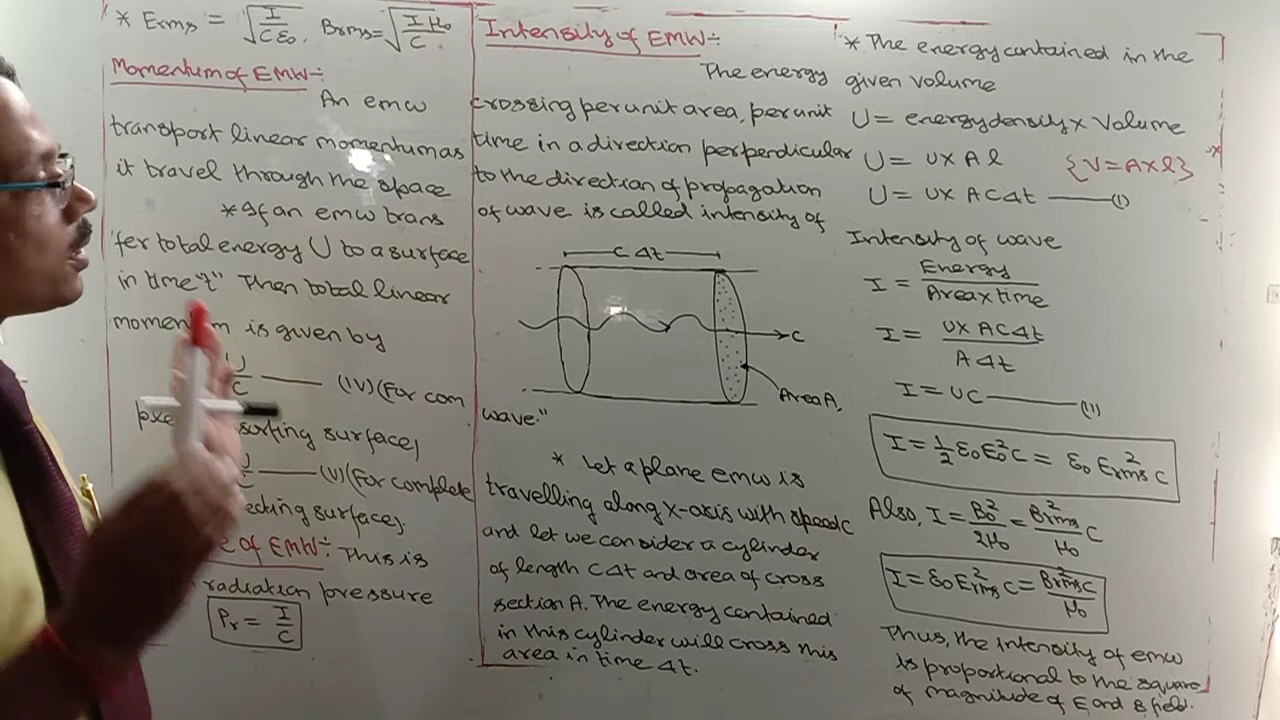 * Erms = √(I/Cε₀), Brms = √(Iμ₀/C).
Momentum of EMW÷
An emw
transport linear momentum as
it travel through the space
* If an emw trans
fer total energy U to a surface
in time "t" Then total linear
momentum is given by
U/C —— (IV) (For com
surface)
—— (V) (For complete
surface).
of EMW÷ This is
radiation pressure
Pr = I/C
Intensity of EMW÷
The energy
crossing per unit area, per unit
time in a direction perpendicular
to the direction of propagation
of wave is called intensity of
C Δt
C
Area A,
wave."
* Let a plane emw is
travelling along X-axis with speed C
and let we consider a cylinder
of length CΔt and area of cross
section A. The energy contained
in this cylinder will cross this
area in time Δt.
* The energy contained in the
given volume
U = energy density x Volume
U = U x A l {V = A x l}
U = U x A C Δt —— (I)
Intensity of wave
I = Energy / Area x time
I = U x A C Δt / A Δt
I = UC —— (II)
I = ½ ε₀E₀²C = ε₀ E²rms C
Also, I = B₀²/2μ₀ = B²rms/μ₀ C
I = ε₀E²rms C = B²rms C/μ₀
Thus, the intensity of emw
is proportional to the square
of magnitude of E and B field.